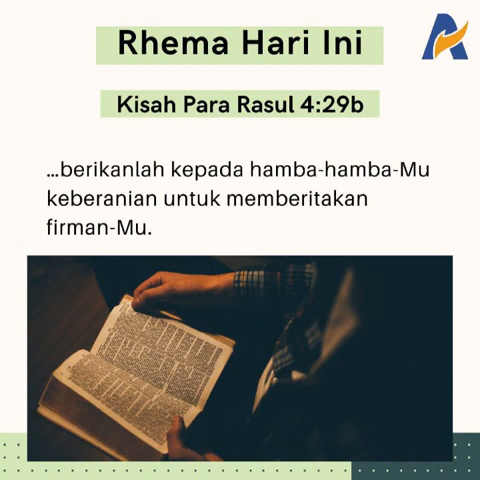 Rhema Hari Ini
Kisah Para Rasul 4:29b
...berikanlah kepada hamba-hamba-Mu
keberanian untuk memberitakan
firman-Mu.